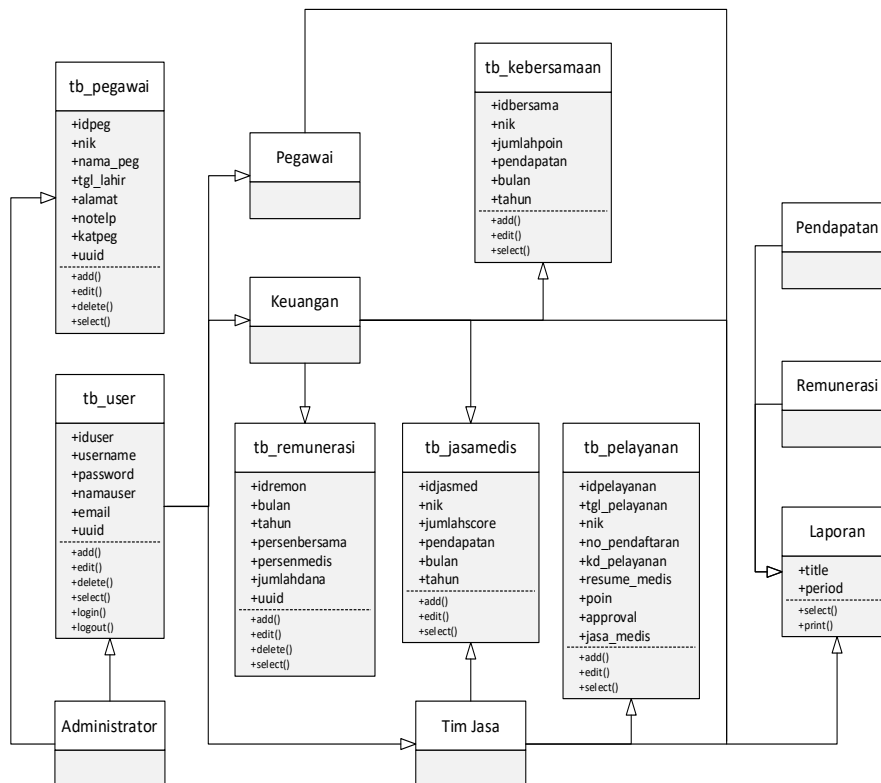 tb_pegawai
+idpeg
+nik
+nama_peg
+tgl_lahir
+alamat
+notelp
+katpeg
+uuid
+add()
+edit()
+delete()
+select()
tb_user
+iduser
+username
+password
+namauser
+email
+uuid
+add()
+edit()
+delete()
+select()
+login()
+logout()
Administrator
Pegawai
Keuangan
tb_remunerasi
+idremon
+bulan
+tahun
+persenbersama
+persenmedis
+jumlahdana
+uuid
+add()
+edit()
+delete()
+select()
tb_kebersamaan
+idbersama
+nik
+jumlahpoin
+pendapatan
+bulan
+tahun
+add()
+edit()
+select()
tb_jasamedis
+idjasmed
+nik
+jumlahscore
+pendapatan
+bulan
+tahun
+add()
+edit()
+select()
Tim Jasa
tb_pelayanan
+idpelayanan
+tgl_pelayanan
+nik
+no_pendaftaran
+kd_pelayanan
+resume_medis
+poin
+approval
+jasa_medis
+add()
+edit()
+select()
Pendapatan
Remunerasi
Laporan
+title
+period
+select()
+print()